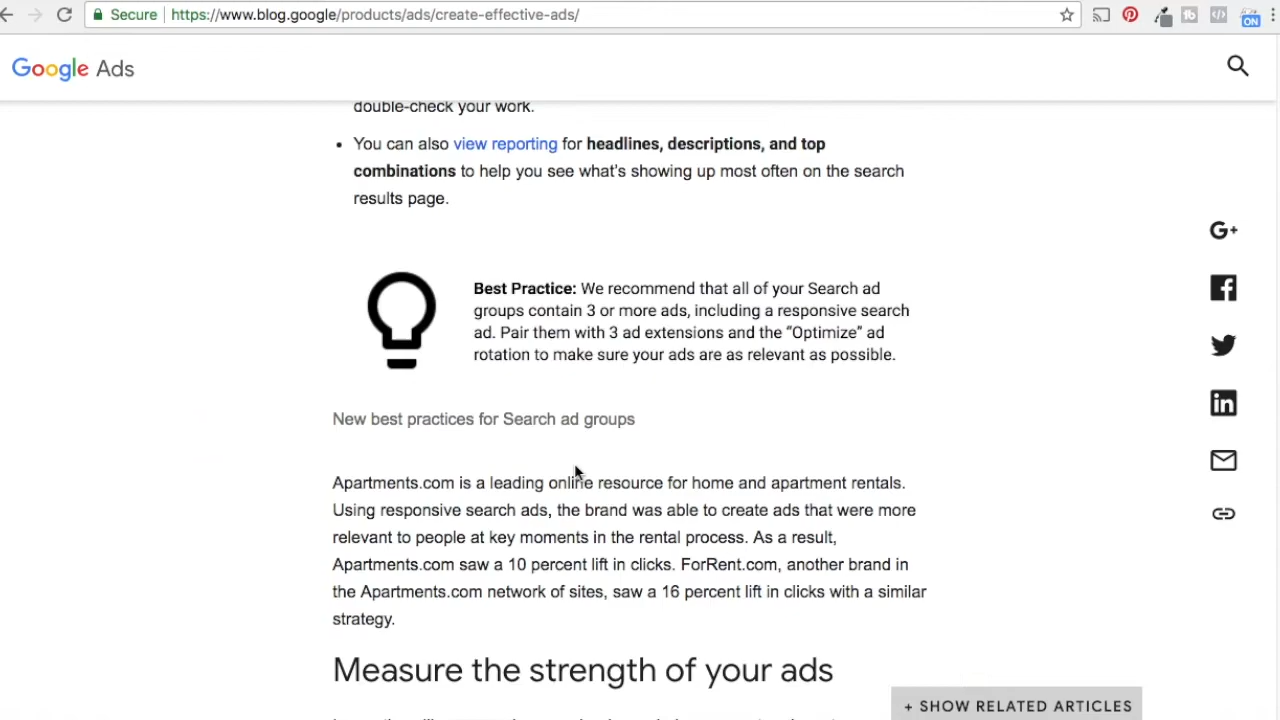 Secure
https://www.blog.google/products/ads/create-effective-ads/
ON
Google Ads
double-check your work.
You can also view reporting for headlines, descriptions, and top
combinations to help you see what's showing up most often on the search
results page.
Best Practice: We recommend that all of your Search ad
groups contain 3 or more ads, including a responsive search
ad. Pair them with 3 ad extensions and the “Optimize” ad
rotation to make sure your ads are as relevant as possible.
New best practices for Search ad groups
Apartments.com is a leading online resource for home and apartment rentals.
Using responsive search ads, the brand was able to create ads that were more
relevant to people at key moments in the rental process. As a result,
Apartments.com saw a 10 percent lift in clicks. ForRent.com, another brand in
the Apartments.com network of sites, saw a 16 percent lift in clicks with a similar
strategy.
Measure the strength of your ads
+ SHOW RELATED ARTICLES